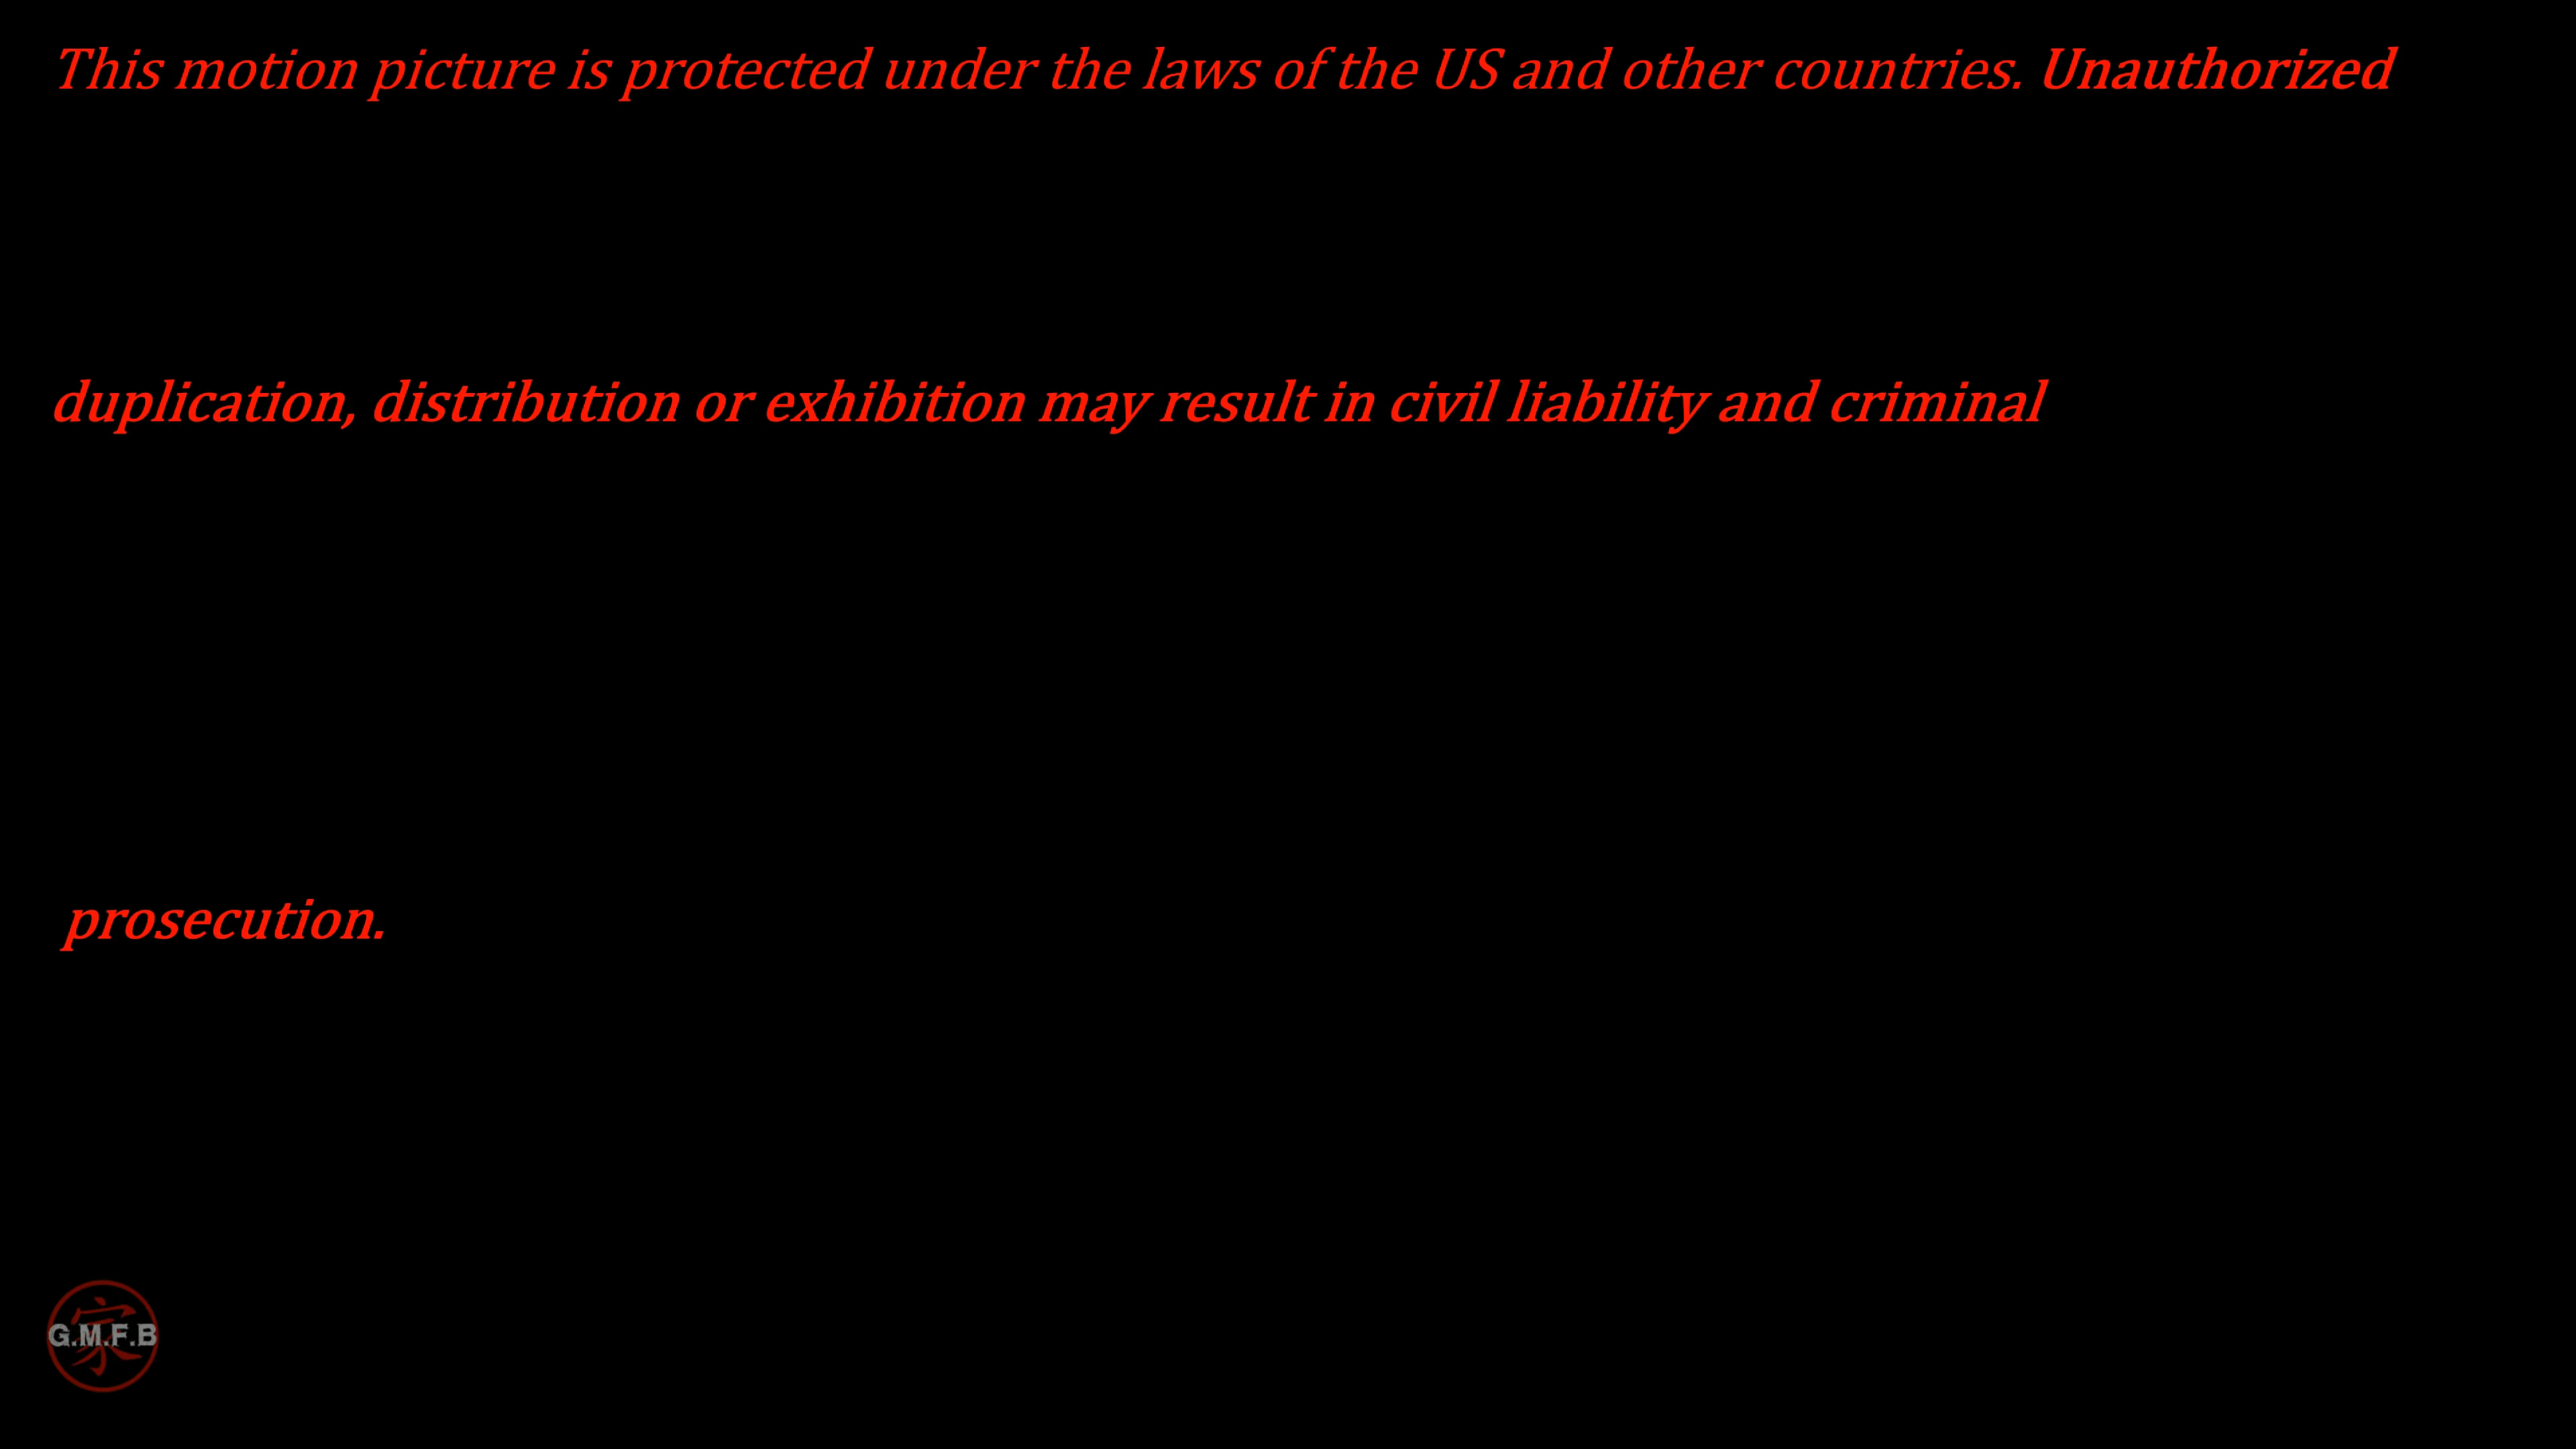 This motion picture is protected under the laws of the US and other countries. Unauthorized
duplication, distribution or exhibition may result in civil liability and criminal
prosecution.
家
G.M.F.B